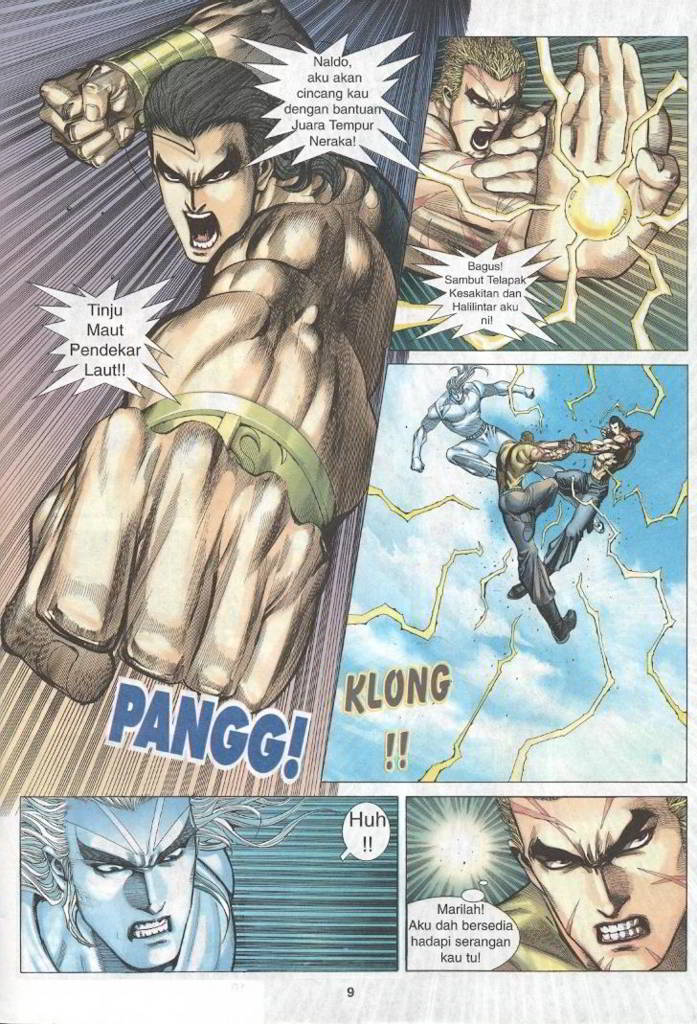 Naldo,
aku akan
cincang kau
dengan bantuan
Juara Tempur
Neraka!
Tinju
Maut
Pendekar
Laut!!
PANGG!
Bagus!
Sambut Telapak
Kesakitan dan
Halilintar aku
ni!
KLONG
!!
Huh
!!
Marilah!
Aku dah bersedia
hadapi serangan
kau tu!
9